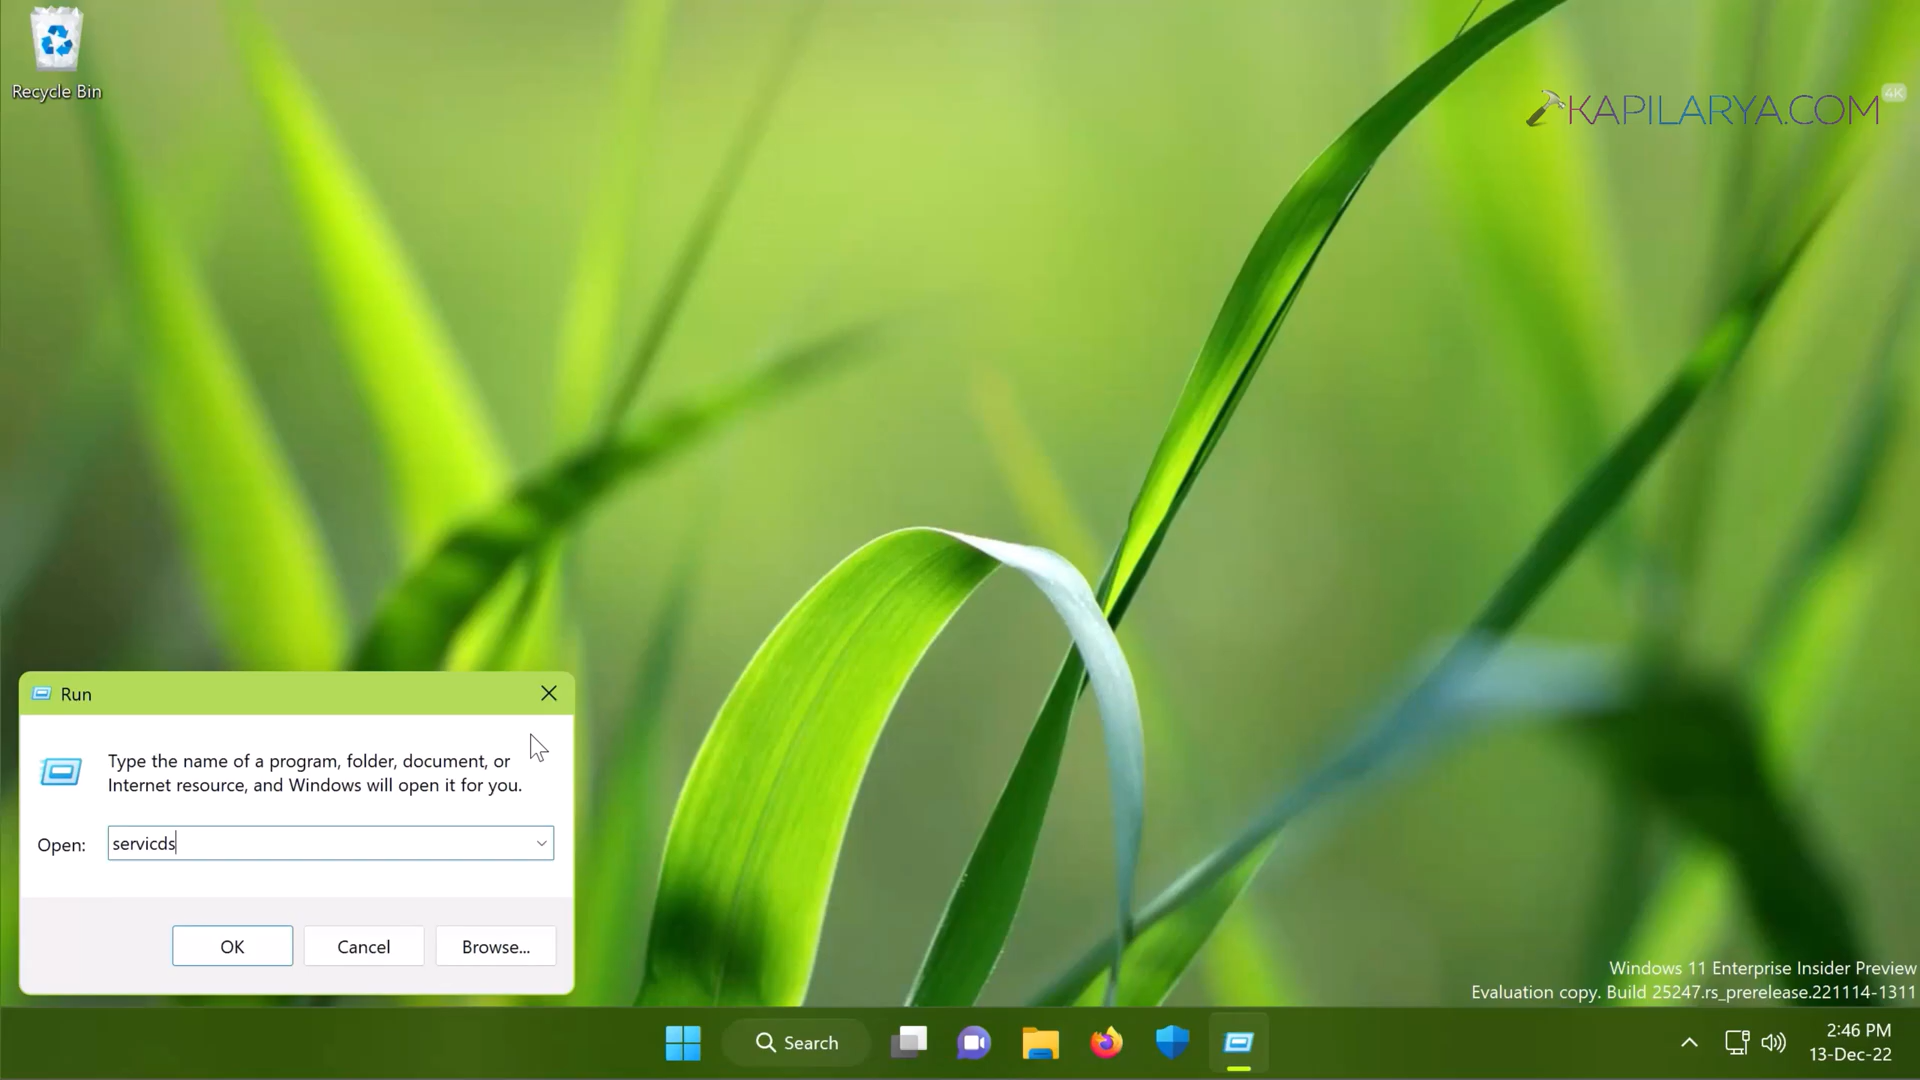 Recycle Bin
KAPILARYA.COM
4K
Run
Type the name of a program, folder, document, or
Internet resource, and Windows will open it for you.
Open:
servicds
OK
Cancel
Browse...
Windows 11 Enterprise Insider Preview
Evaluation copy. Build 25247.rs_prerelease.221114-1311
Search
2:46 PM
13-Dec-22